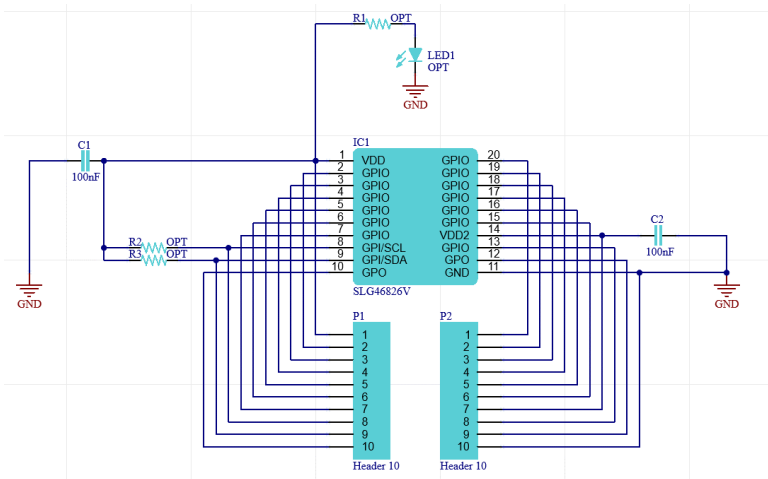 R1 OPT
LED1
OPT
GND
C1
100nF
IC1
1 VDD GPIO 20
2 GPIO GPIO 19
3 GPIO GPIO 18
4 GPIO GPIO 17
5 GPIO GPIO 16
6 GPIO GPIO 15
7 GPIO VDD2 14
8 GPI/SCL GPIO 13
9 GPI/SDA GPO 12
10 GPO GND 11
SLG46826V
R2 OPT
R3 OPT
C2
100nF
GND
GND
P1
1
2
3
4
5
6
7
8
9
10
Header 10
P2
1
2
3
4
5
6
7
8
9
10
Header 10